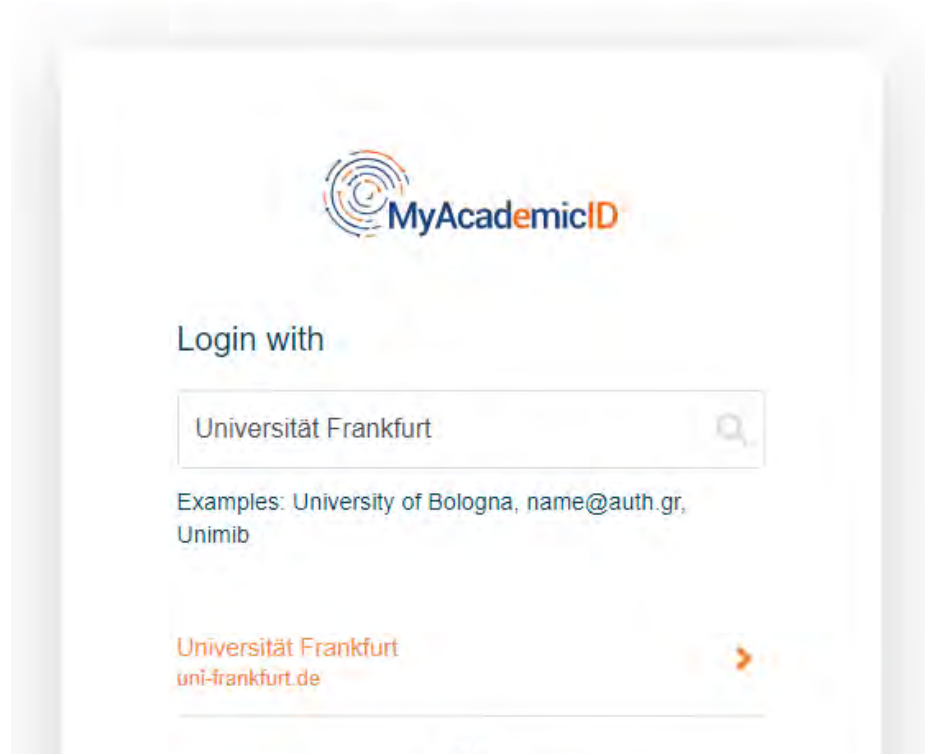 MyAcademicID
Login with
Universität Frankfurt
Examples: University of Bologna, name@auth.gr,
Unimib
Universität Frankfurt
uni-frankfurt.de